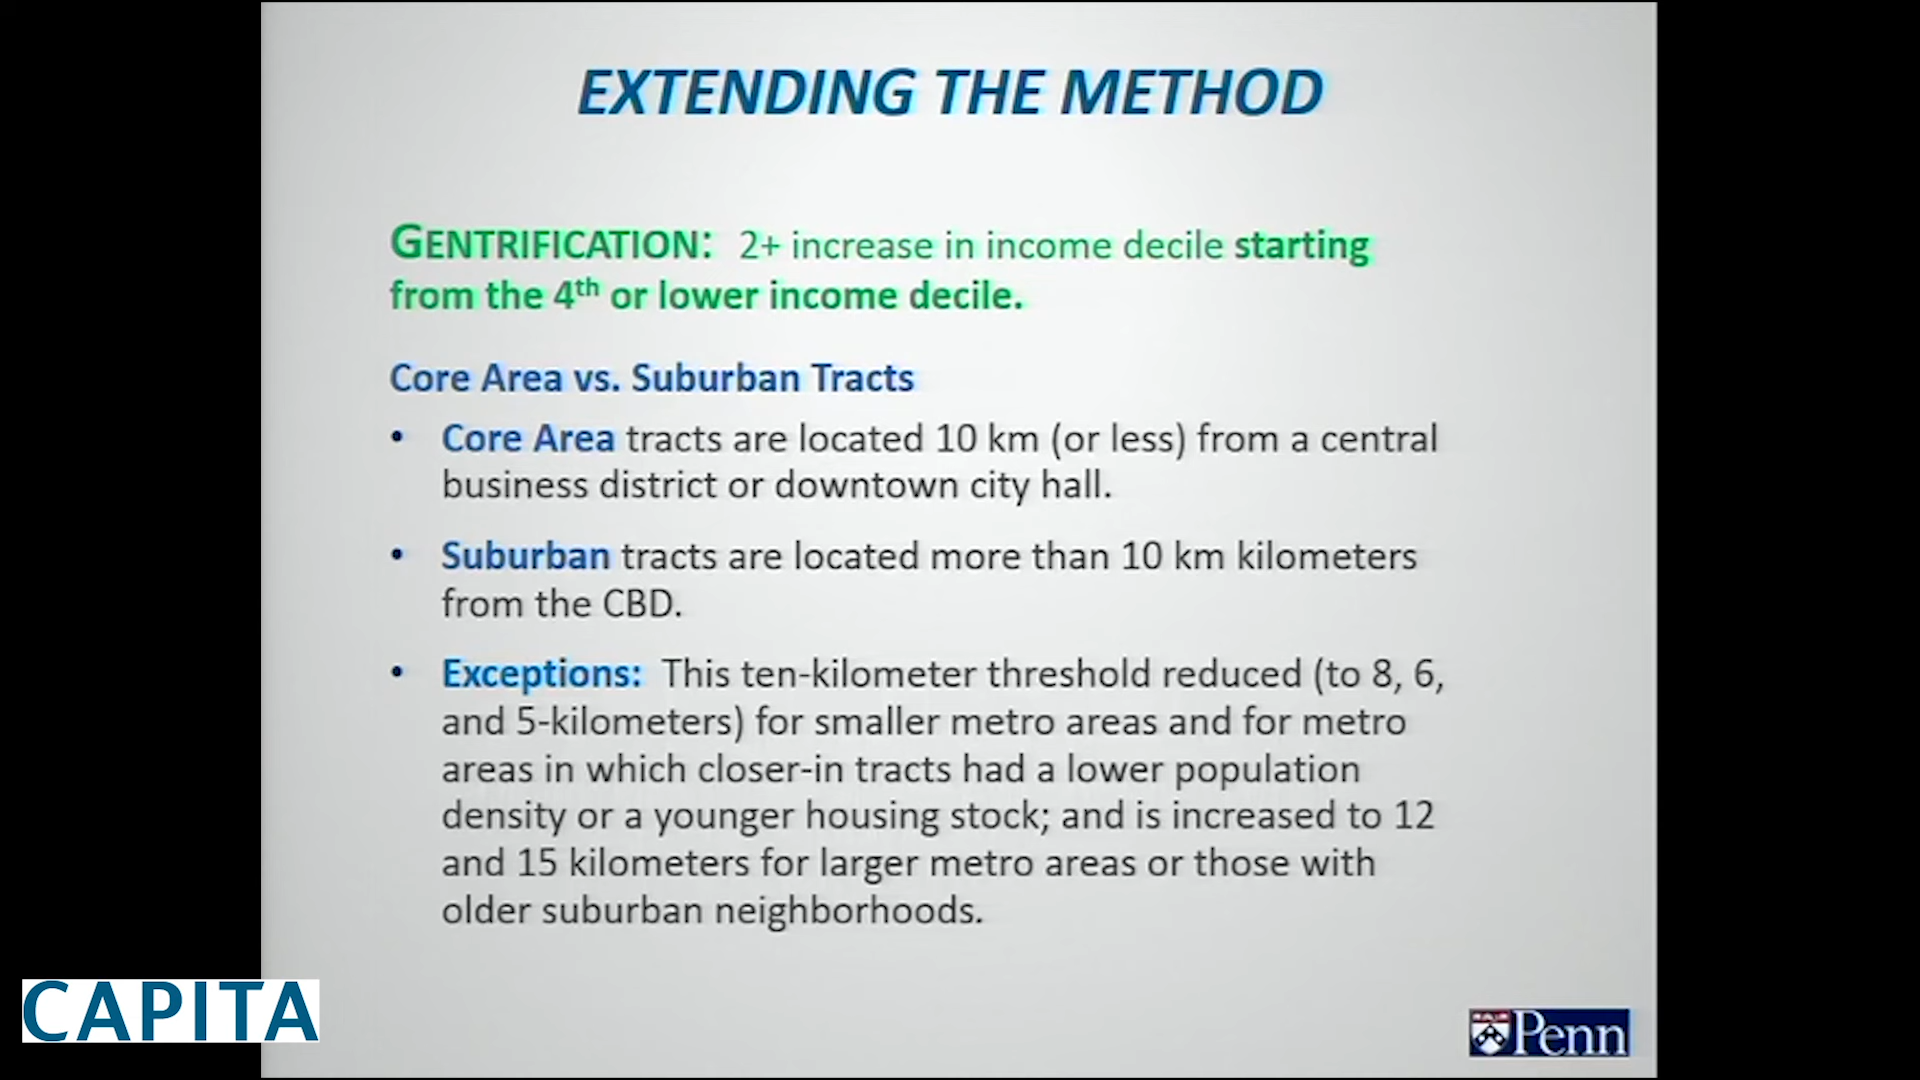 EXTENDING THE METHOD
GENTRIFICATION: 2+ increase in income decile starting
from the 4th or lower income decile.
Core Area vs. Suburban Tracts
• Core Area tracts are located 10 km (or less) from a central
business district or downtown city hall.
• Suburban tracts are located more than 10 km kilometers
from the CBD.
• Exceptions: This ten-kilometer threshold reduced (to 8, 6,
and 5-kilometers) for smaller metro areas and for metro
areas in which closer-in tracts had a lower population
density or a younger housing stock; and is increased to 12
and 15 kilometers for larger metro areas or those with
older suburban neighborhoods.
CAPITA
Penn